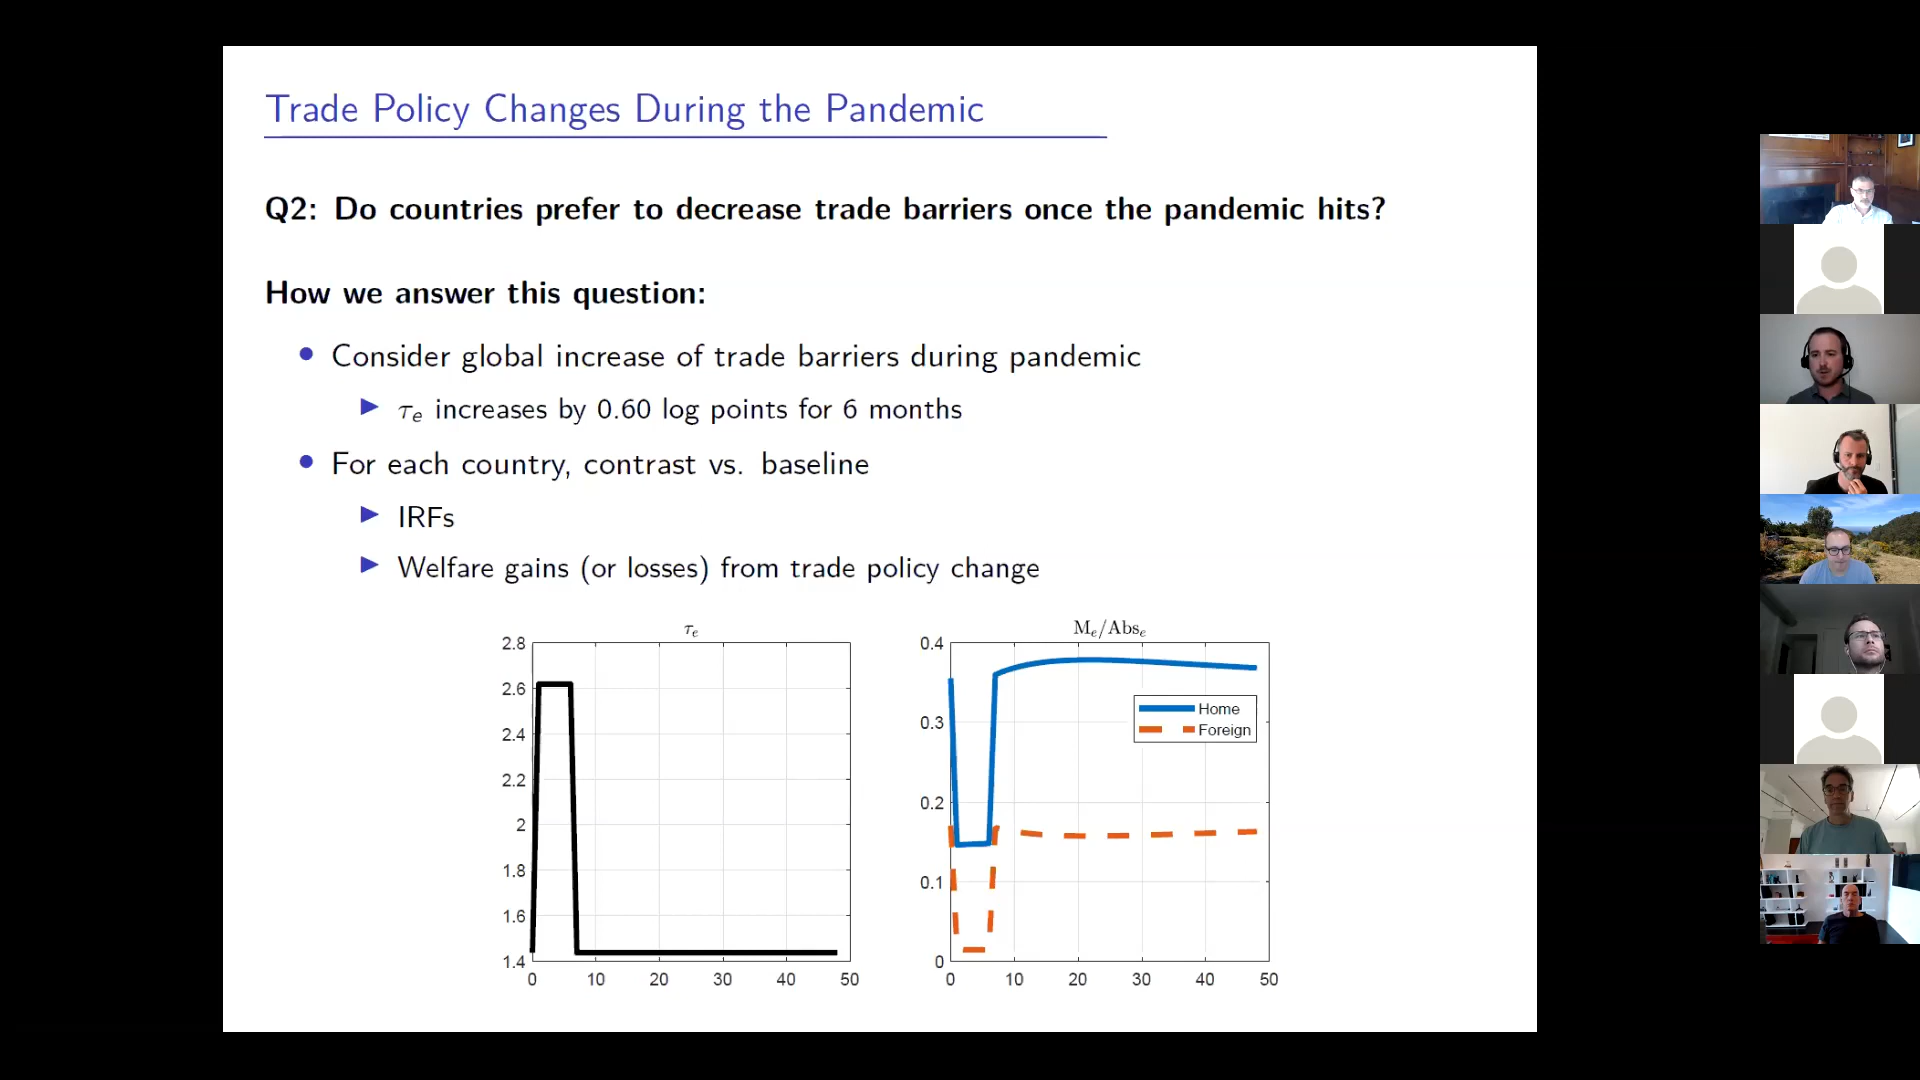 Trade Policy Changes During the Pandemic
Q2: Do countries prefer to decrease trade barriers once the pandemic hits?
How we answer this question:
• Consider global increase of trade barriers during pandemic
▶ τe increases by 0.60 log points for 6 months
• For each country, contrast vs. baseline
▶ IRFs
▶ Welfare gains (or losses) from trade policy change
τe
2.8
2.6
2.4
2.2
2
1.8
1.6
1.4
0 10 20 30 40 50
Me/Abse
0.4
0.3
0.2
0.1
0
Home
Foreign
0 10 20 30 40 50